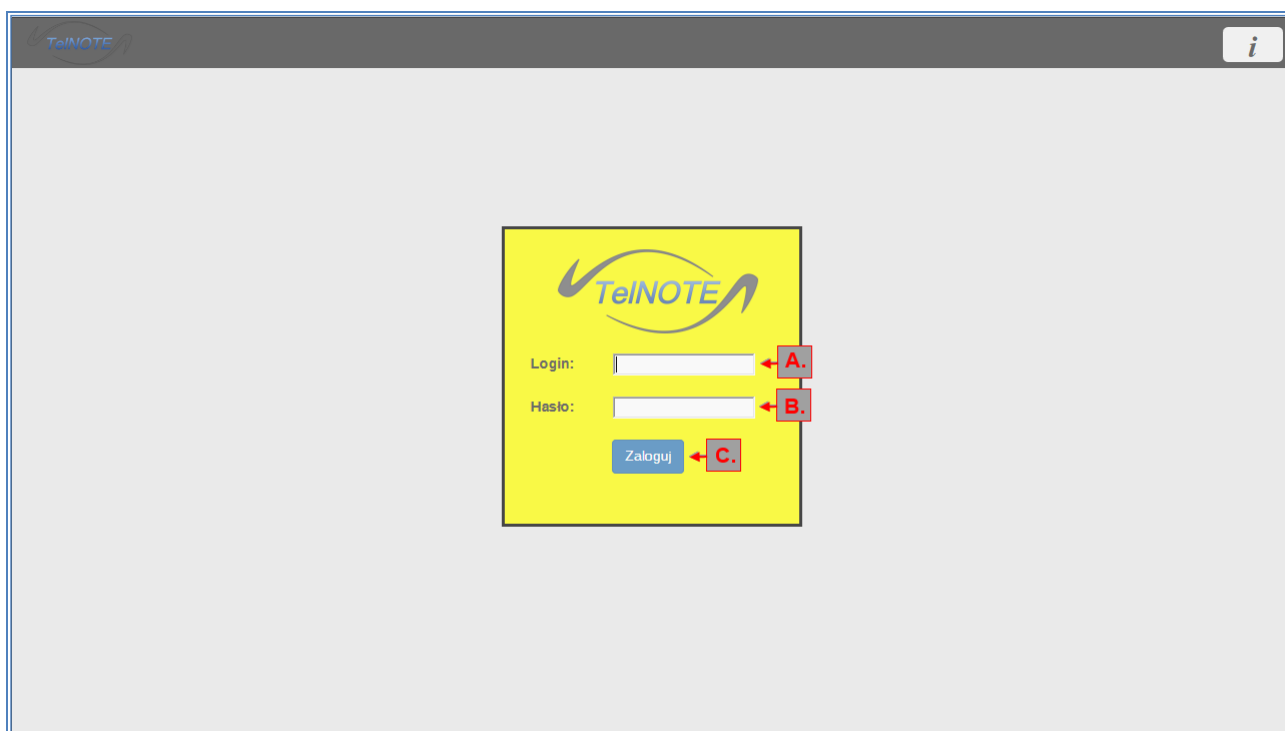 TelNOTE
i
TelNOTE
Login:
A.
Hasło:
B.
Zaloguj
C.